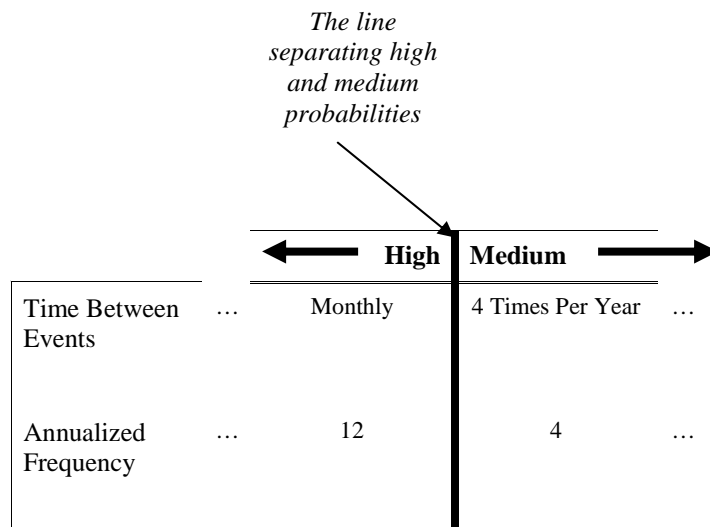 The line
separating high
and medium
probabilities
High Medium
Time Between … Monthly 4 Times Per Year …
Events
Annualized … 12 4 …
Frequency